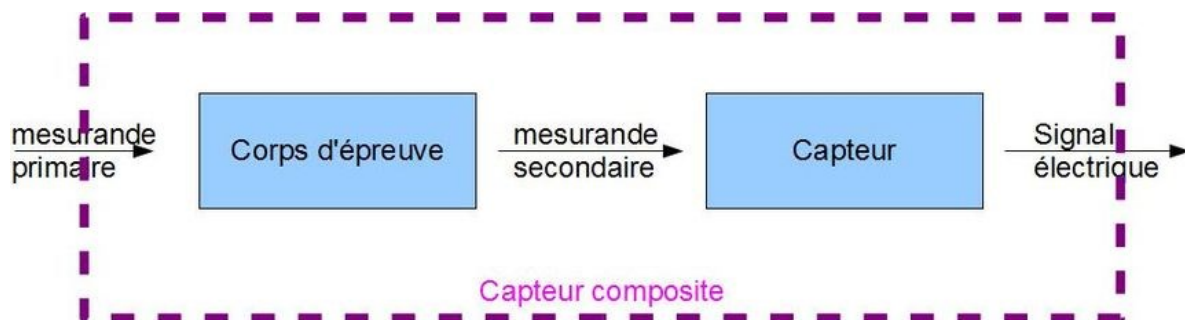 mesurande
primaire
Corps d'épreuve
mesurande
secondaire
Capteur
Signal
électrique
Capteur composite